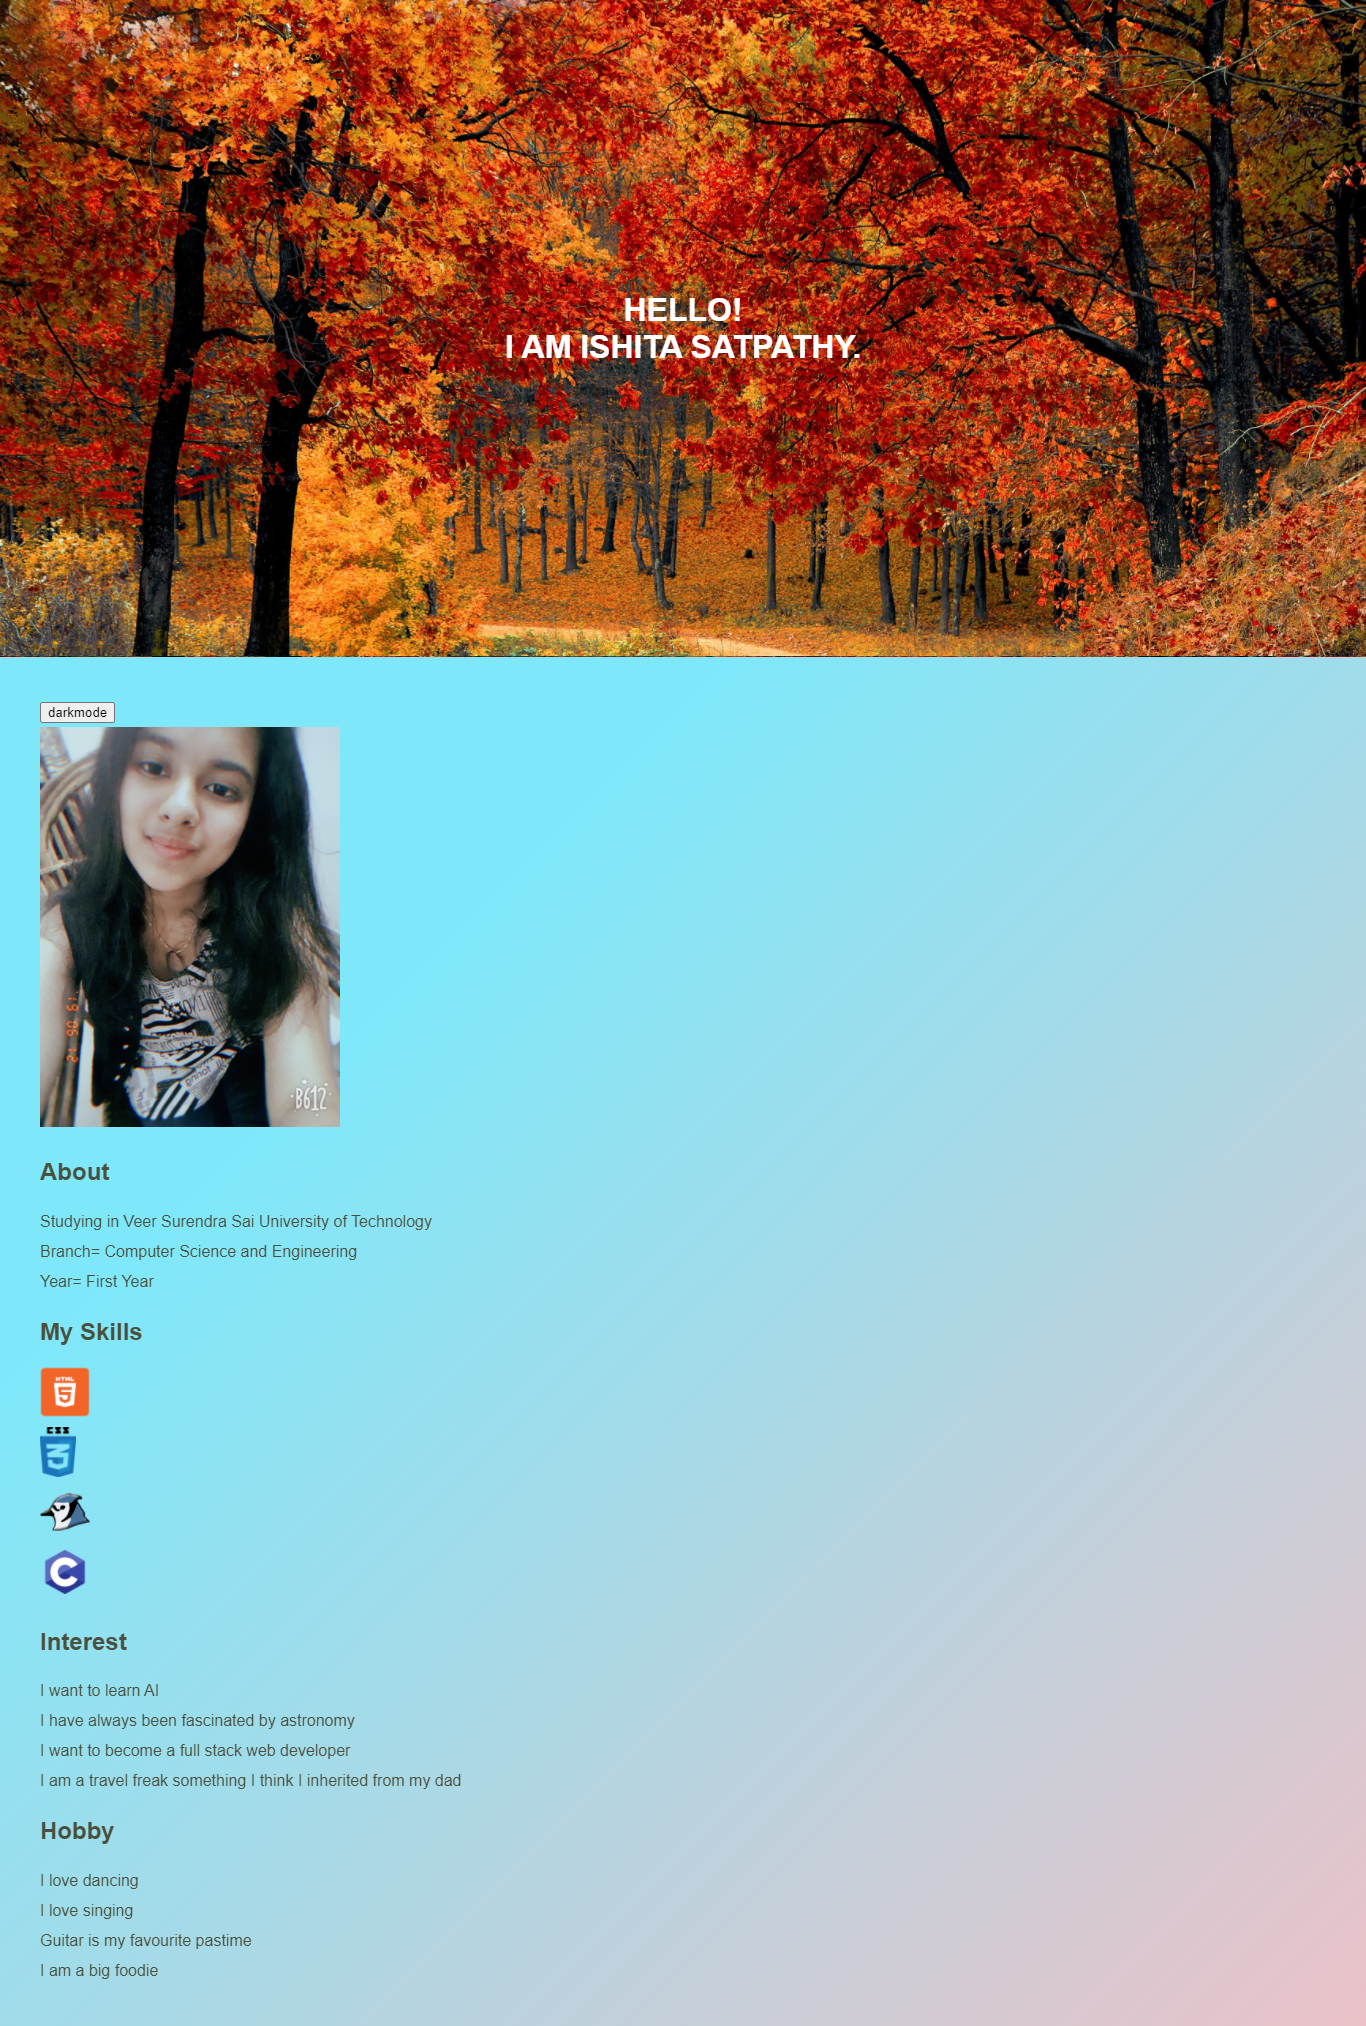 HELLO!
I AM ISHITA SATPATHY.
darkmode
21 90 61.
B612
About
Studying in Veer Surendra Sai University of Technology
Branch= Computer Science and Engineering
Year= First Year
My Skills
HTML
5
CSS
3
C
Interest
I want to learn AI
I have always been fascinated by astronomy
I want to become a full stack web developer
I am a travel freak something I think I inherited from my dad
Hobby
I love dancing
I love singing
Guitar is my favourite pastime
I am a big foodie